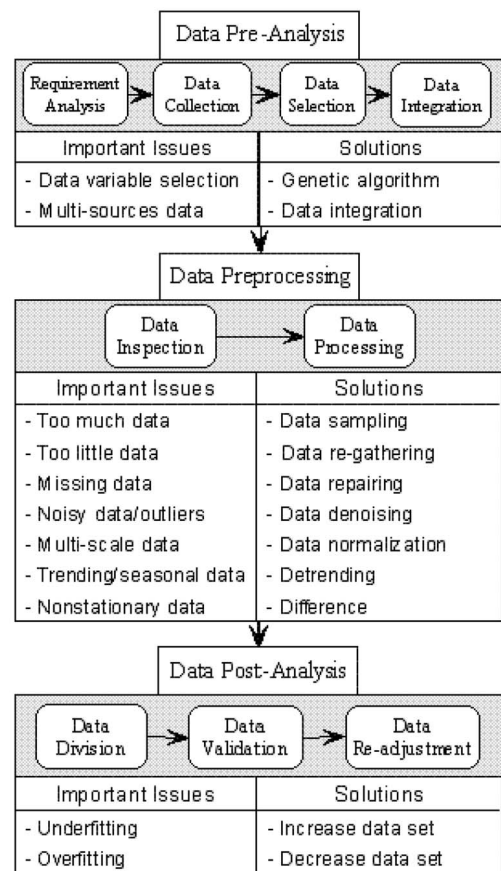 Data Pre-Analysis
Requirement
Analysis
Data
Collection
Data
Selection
Data
Integration
Important Issues
Solutions
- Data variable selection
- Genetic algorithm
- Multi-sources data
- Data integration
Data Preprocessing
Data
Inspection
Data
Processing
Important Issues
Solutions
- Too much data
- Data sampling
- Too little data
- Data re-gathering
- Missing data
- Data repairing
- Noisy data/outliers
- Data denoising
- Multi-scale data
- Data normalization
- Trending/seasonal data
- Detrending
- Nonstationary data
- Difference
Data Post-Analysis
Data
Division
Data
Validation
Data
Re-adjustment
Important Issues
Solutions
- Underfitting
- Increase data set
- Overfitting
- Decrease data set